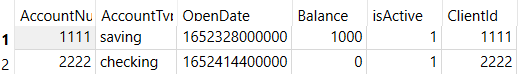 AccountNu AccountTyp OpenDate Balance isActive ClientId
1 1111 saving 1652328000000 1000 1 1111
2 2222 checking 1652414400000 0 1 2222